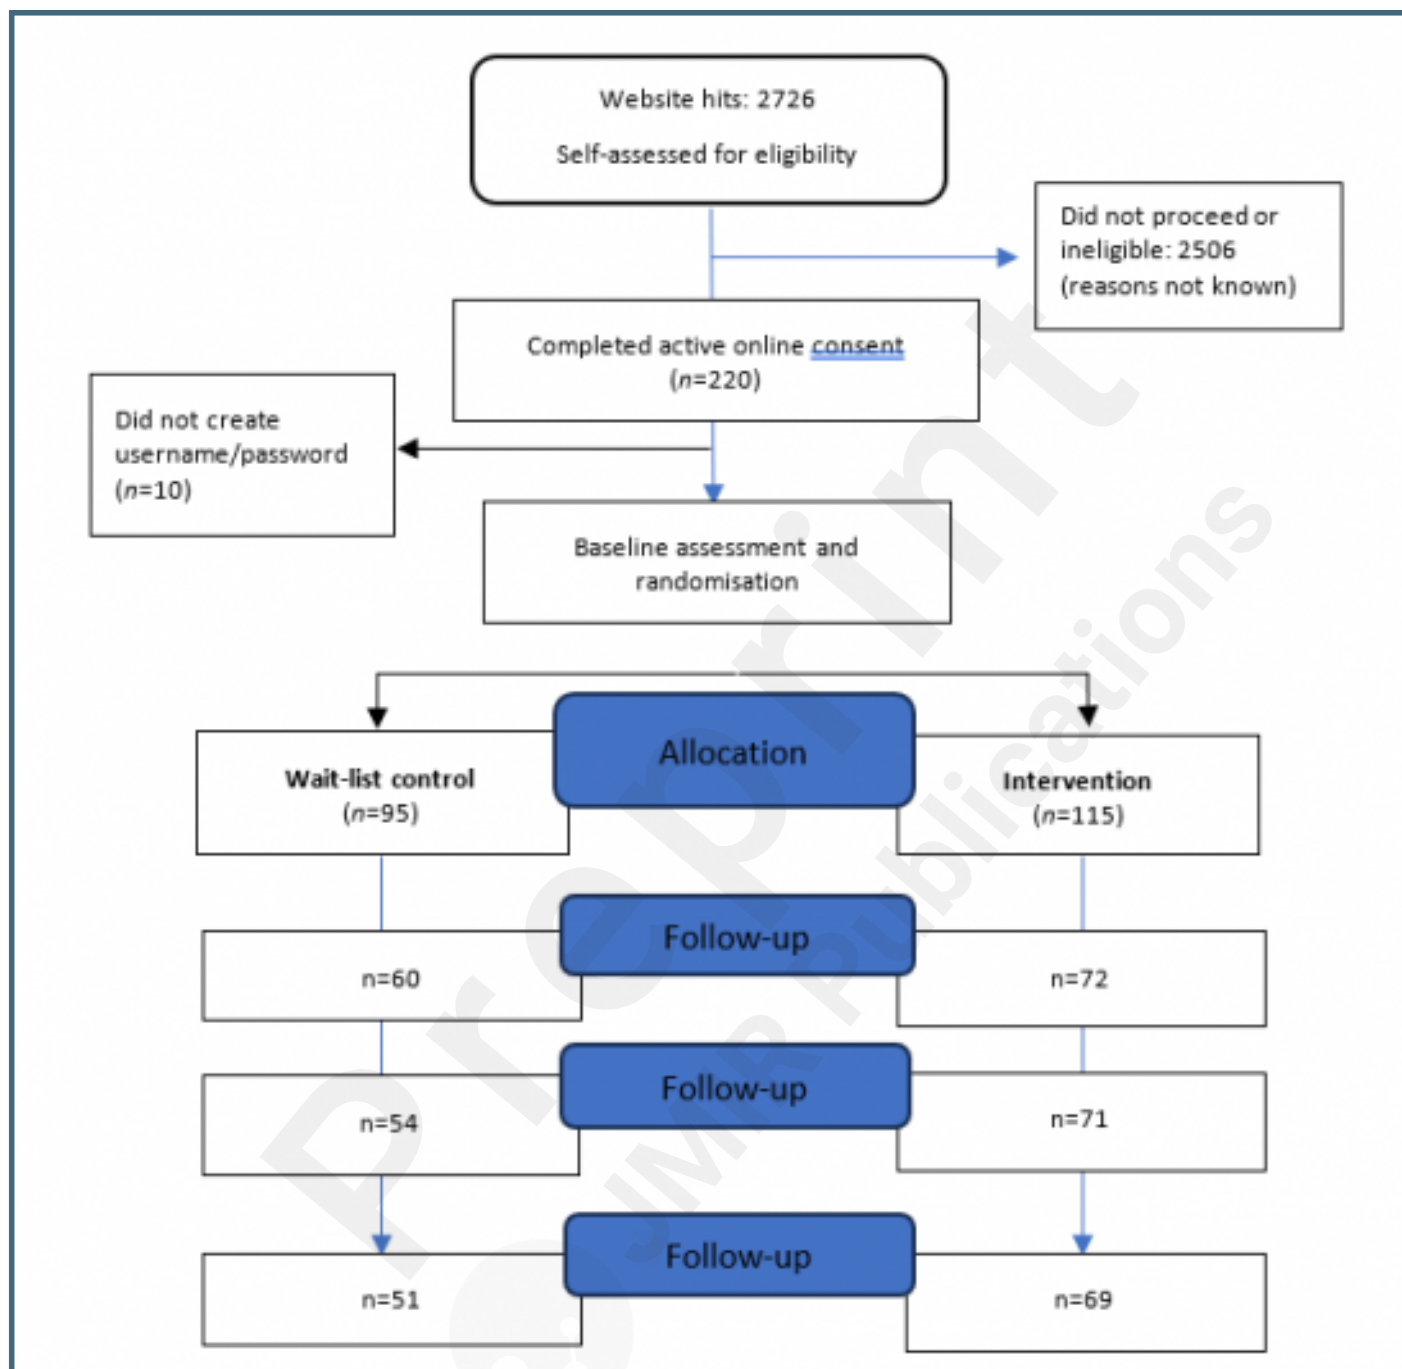 Website hits: 2726
Self-assessed for eligibility
Did not proceed or
ineligible: 2506
(reasons not known)
Completed active online consent
(n=220)
Did not create
username/password
(n=10)
Baseline assessment and
randomisation
Allocation
Wait-list control
(n=95)
Intervention
(n=115)
Follow-up
n=60
n=72
Follow-up
n=54
n=71
Follow-up
n=51
n=69
Preprint
JMIR Publications